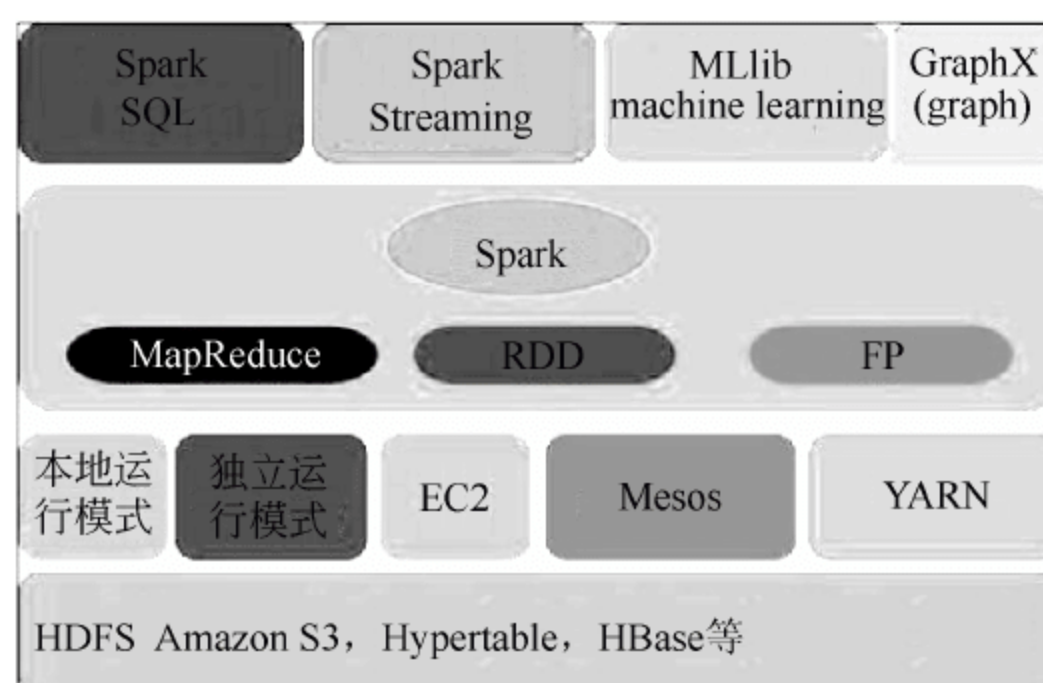 Spark
SQL
Spark
Streaming
MLlib
machine learning
GraphX
(graph)
Spark
MapReduce
RDD
FP
本地运
行模式
独立运
行模式
EC2
Mesos
YARN
HDFS Amazon S3，Hypertable，HBase等